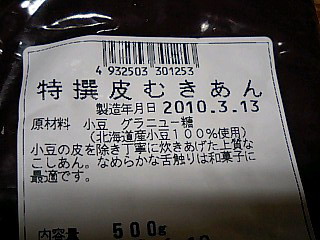 4932503301253
特撰皮むきあん
製造年月日 2010.3.13
原材料 小豆 グラニュー糖
(北海道産小豆100%使用)
小豆の皮を除き丁寧に炊きあげた上質な
こしあん。なめらかな舌触りは和菓子に
最適です。
内容量 500g